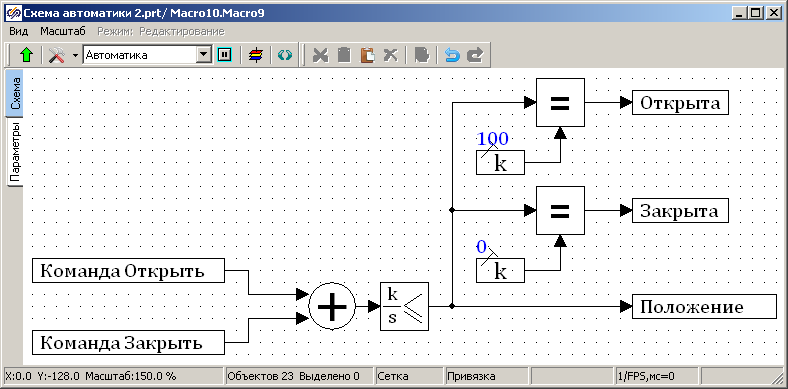 Схема автоматики 2.prt/ Macro10.Macro9
Вид Масштаб Режим: Редактирование
Автоматика
Схема
Параметры
=
Открыта
100
k
=
Закрыта
0
k
Команда Открыть
+
k
s
Положение
Команда Закрыть
X:0.0 Y:-128.0 Масштаб:150.0 % Объектов 23 Выделено 0 Сетка Привязка 1/FPS,мс=0